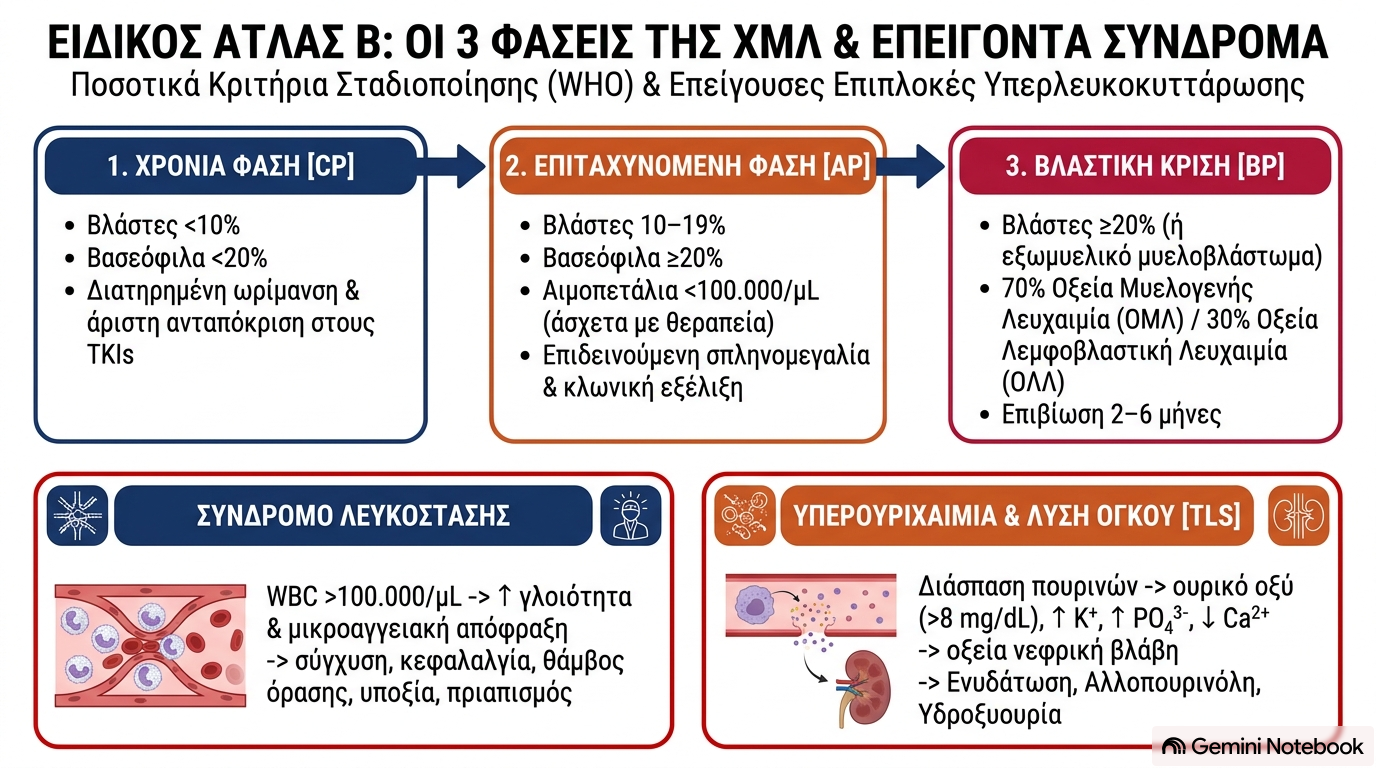 ΕΙΔΙΚΟΣ ΑΤΛΑΣ Β: ΟΙ 3 ΦΑΣΕΙΣ ΤΗΣ ΧΜΛ & ΕΠΕΙΓΟΝΤΑ ΣΥΝΔΡΟΜΑ
Ποσοτικά Κριτήρια Σταδιοποίησης (WHO) & Επείγουσες Επιπλοκές Υπερλευκοκυττάρωσης
1. ΧΡΟΝΙΑ ΦΑΣΗ [CP]
• Βλάστες <10%
• Βασεόφιλα <20%
• Διατηρημένη ωρίμανση &
άριστη ανταπόκριση στους
TKIs
2. ΕΠΙΤΑΧΥΝΟΜΕΝΗ ΦΑΣΗ [AP]
• Βλάστες 10–19%
• Βασεόφιλα ≥20%
• Αιμοπετάλια <100.000/μL
(άσχετα με θεραπεία)
• Επιδεινούμενη σπληνομεγαλία
& κλωνική εξέλιξη
3. ΒΛΑΣΤΙΚΗ ΚΡΙΣΗ [BP]
• Βλάστες ≥20% (ή
εξωμυελικό μυελοβλάστωμα)
• 70% Οξεία Μυελογενής
Λευχαιμία (ΟΜΛ) / 30% Οξεία
Λεμφοβλαστική Λευχαιμία
(ΟΛΛ)
• Επιβίωση 2–6 μήνες
ΣΥΝΔΡΟΜΟ ΛΕΥΚΟΣΤΑΣΗΣ
WBC >100.000/μL -> ↑ γλοιότητα
& μικροαγγειακή απόφραξη
-> σύγχυση, κεφαλαλγία, θάμβος
όρασης, υποξία, πριαπισμός
ΥΠΕΡΟΥΡΙΧΑΙΜΙΑ & ΛΥΣΗ ΟΓΚΟΥ [TLS]
Διάσπαση πουρινών -> ουρικό οξύ
(>8 mg/dL), ↑ K⁺, ↑ PO₄³⁻, ↓ Ca²⁺
-> οξεία νεφρική βλάβη
-> Ενυδάτωση, Αλλοπουρινόλη,
Υδροξυουρία
Gemini Notebook